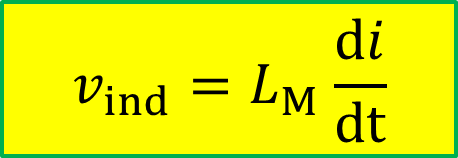 v_ind = L_M di/dt